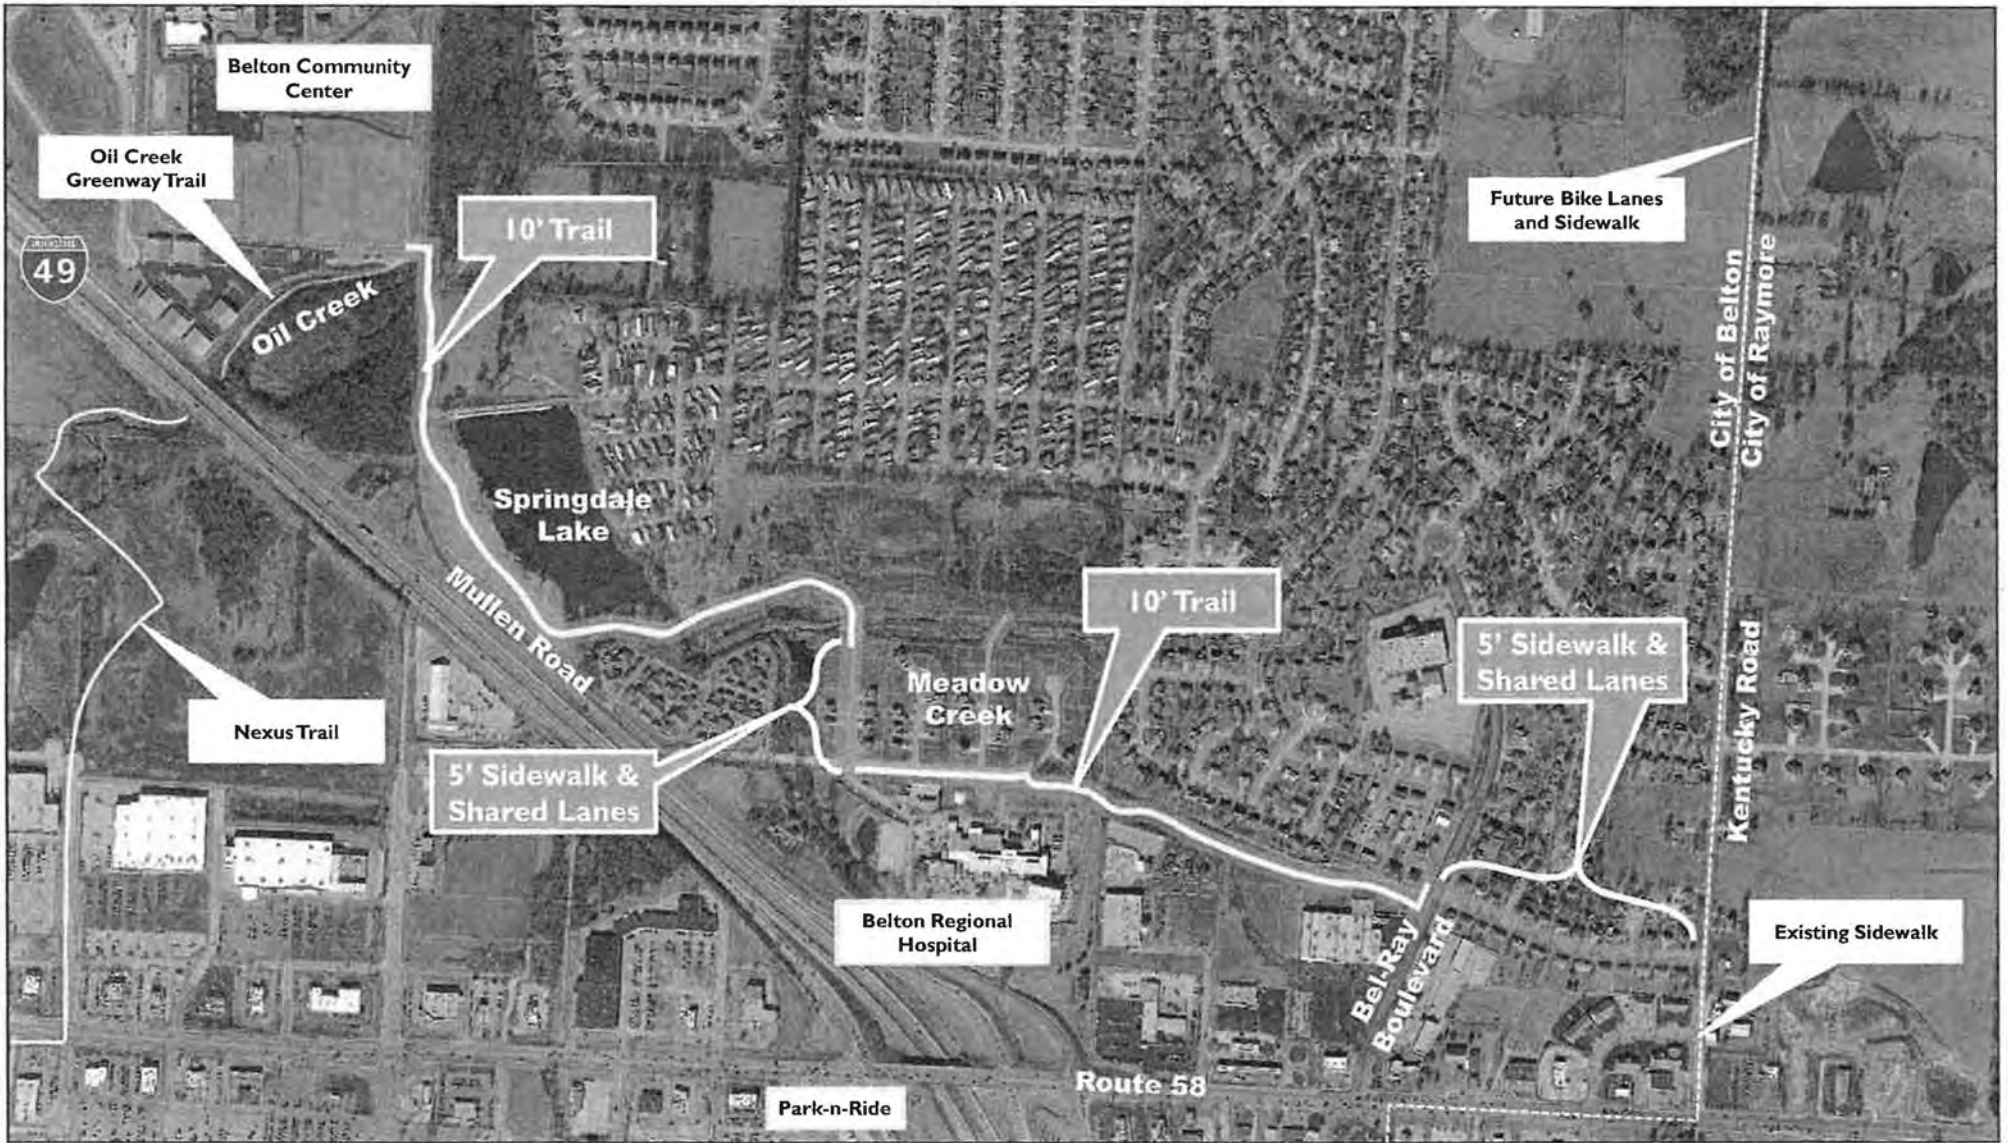 Belton Community
Center
Oil Creek
Greenway Trail
10' Trail
Future Bike Lanes
and Sidewalk
49
Oil Creek
City of Belton
City of Raymore
Springdale
Lake
Mullen Road
10' Trail
5' Sidewalk &
Shared Lanes
Meadow
Creek
Kentucky Road
Nexus Trail
5' Sidewalk &
Shared Lanes
Belton Regional
Hospital
Bel-Ray
Boulevard
Existing Sidewalk
Route 58
Park-n-Ride